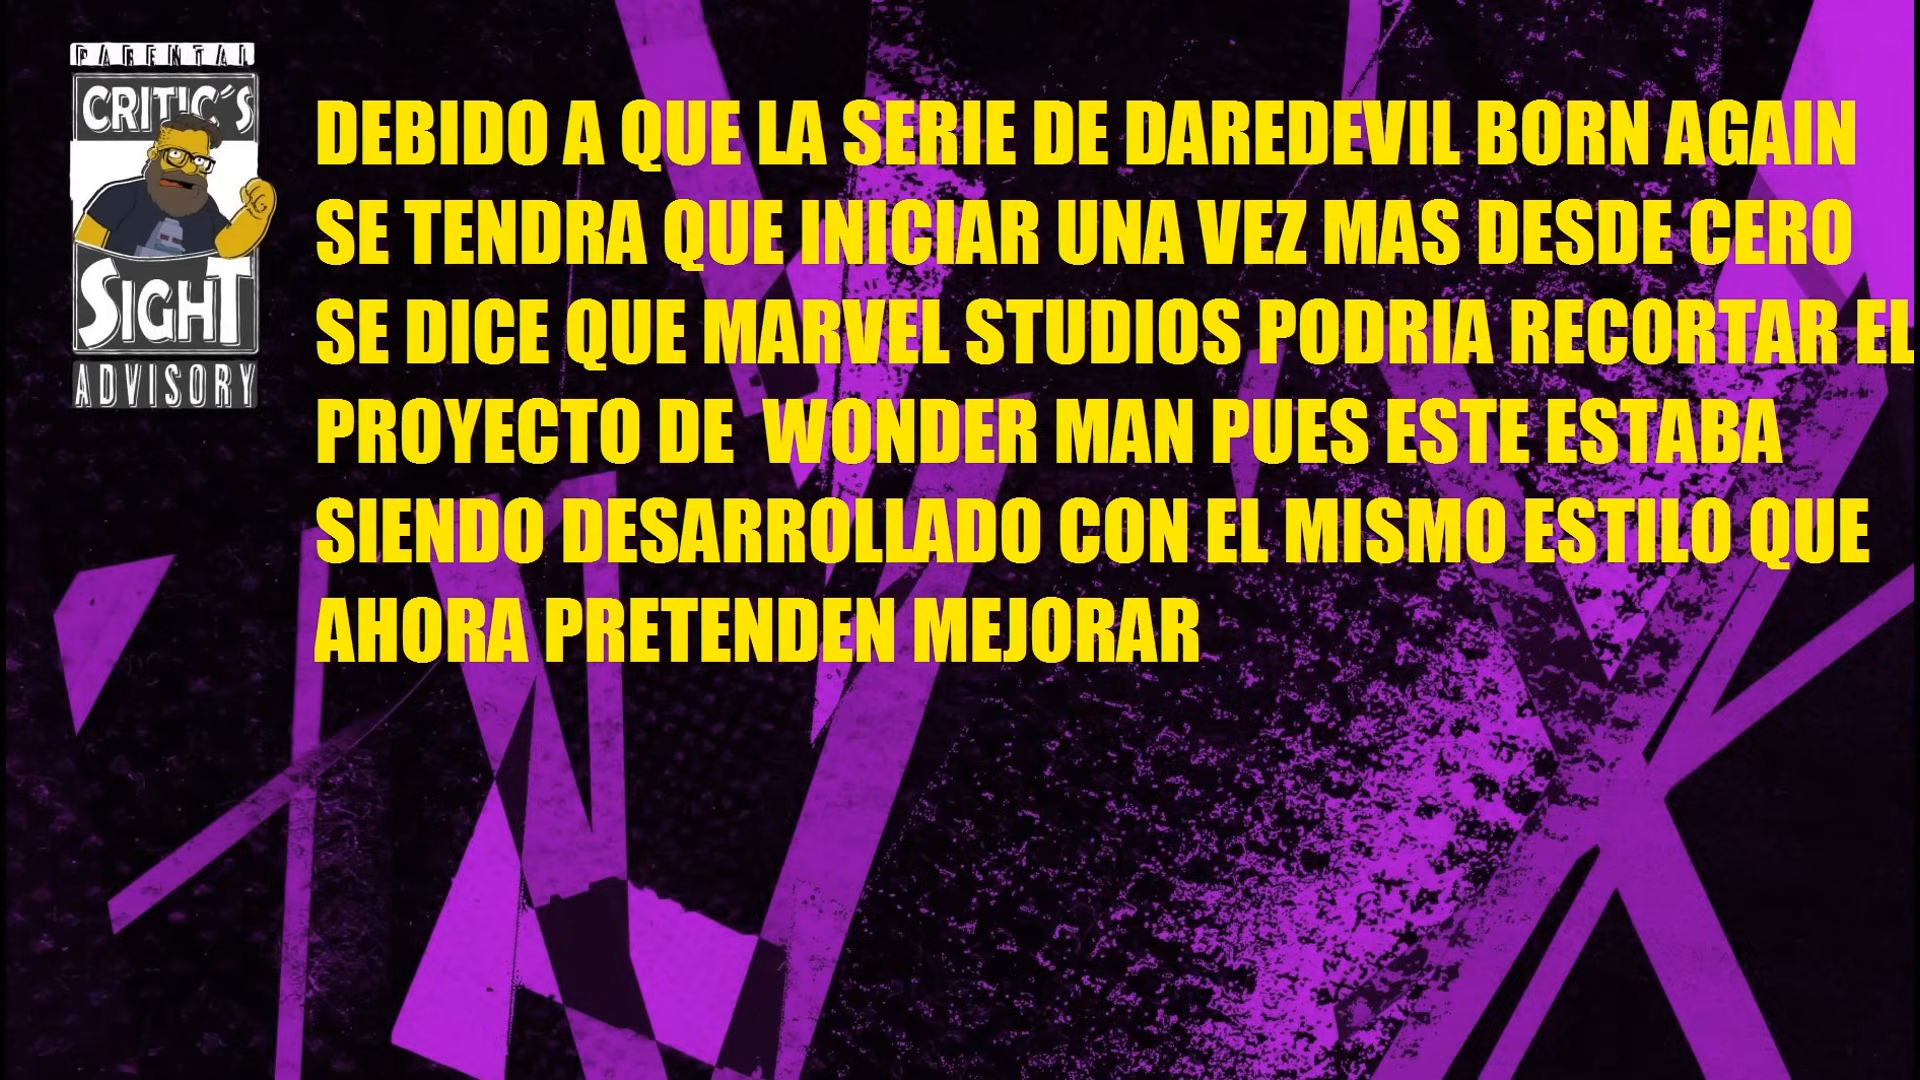 PARENTAL
CRITIC´S
SIGHT
ADVISORY
DEBIDO A QUE LA SERIE DE DAREDEVIL BORN AGAIN
SE TENDRA QUE INICIAR UNA VEZ MAS DESDE CERO
SE DICE QUE MARVEL STUDIOS PODRIA RECORTAR EL
PROYECTO DE WONDER MAN PUES ESTE ESTABA
SIENDO DESARROLLADO CON EL MISMO ESTILO QUE
AHORA PRETENDEN MEJORAR